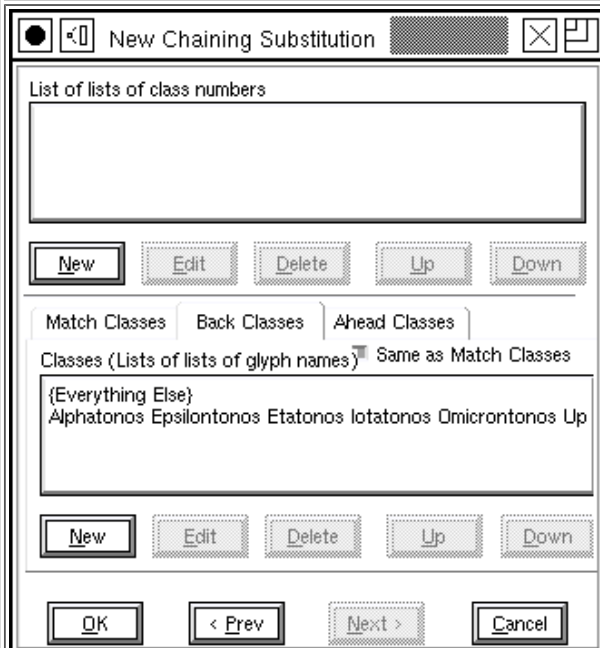 New Chaining Substitution
List of lists of class numbers
New Edit Delete Up Down
Match Classes Back Classes Ahead Classes
Classes (Lists of lists of glyph names) Same as Match Classes
{Everything Else}
Alphatonos Epsilontonos Etatonos Iotatonos Omicrontonos Up
New Edit Delete Up Down
OK < Prev Next > Cancel